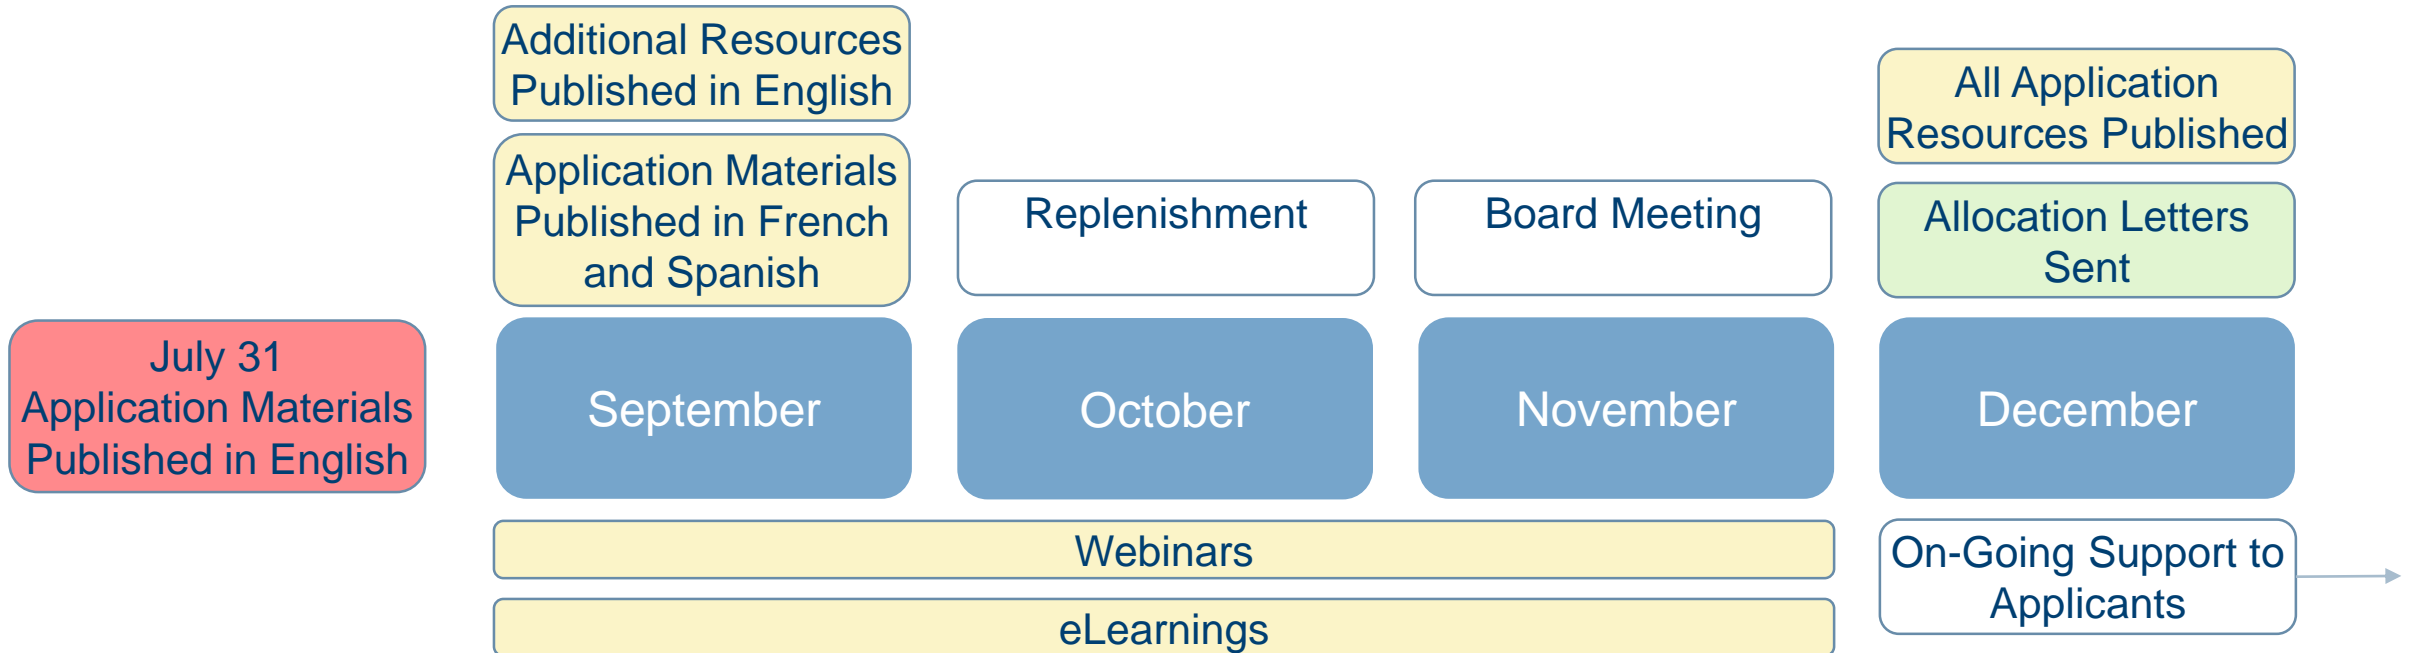 Additional Resources
Published in English
Application Materials
Published in French
and Spanish
Replenishment
Board Meeting
All Application
Resources Published
Allocation Letters
Sent
July 31
Application Materials
Published in English
September
October
November
December
Webinars
eLearnings
On-Going Support to
Applicants